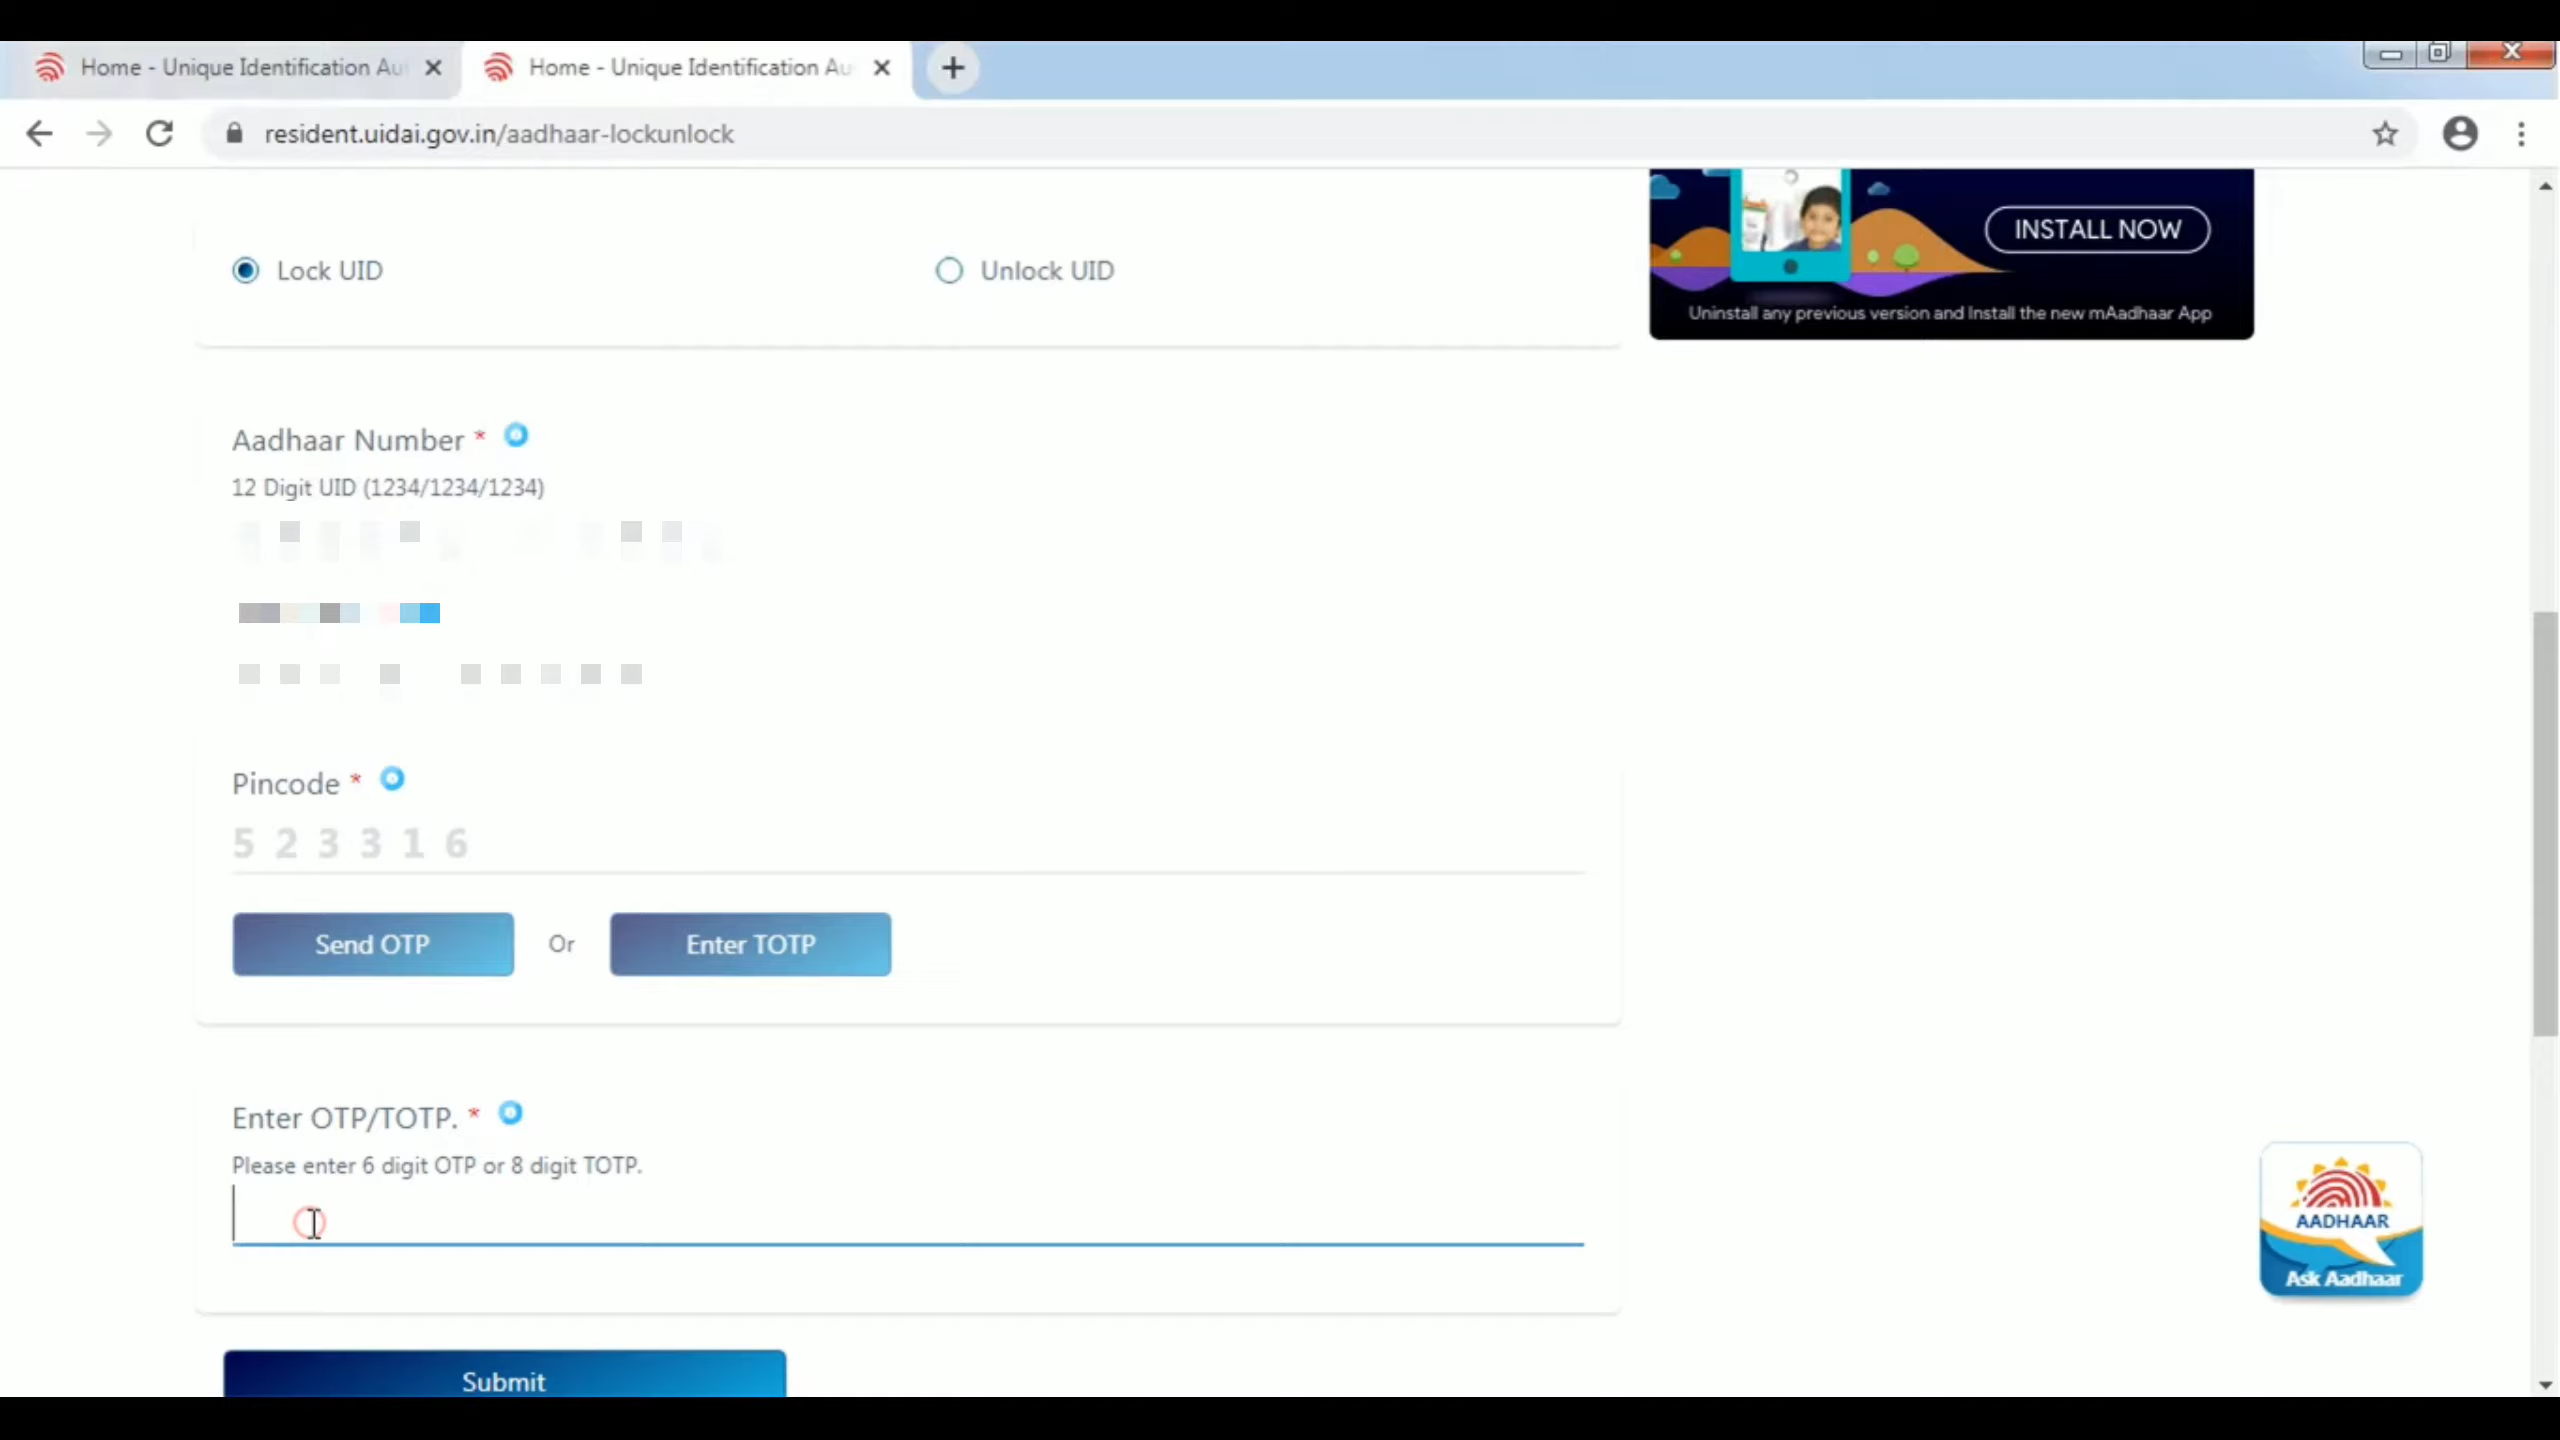 Home - Unique Identification Au
Home - Unique Identification Au
resident.uidai.gov.in/aadhaar-lockunlock
INSTALL NOW
Uninstall any previous version and Install the new mAadhaar App
Lock UID
Unlock UID
Aadhaar Number *
12 Digit UID (1234/1234/1234)
Pincode *
5 2 3 3 1 6
Send OTP
Or
Enter TOTP
Enter OTP/TOTP. *
Please enter 6 digit OTP or 8 digit TOTP.
AADHAAR
Ask Aadhaar
Submit